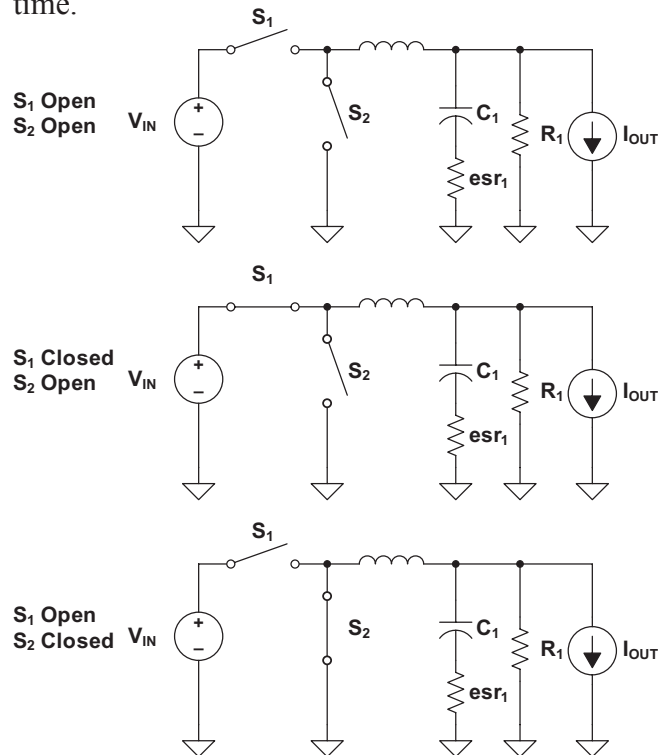 time.
S₁
S₁ Open
S₂ Open
V_IN
+
–
S₂
C₁
esr₁
R₁
I_OUT
S₁
S₁ Closed
S₂ Open
V_IN
+
–
S₂
C₁
esr₁
R₁
I_OUT
S₁
S₁ Open
S₂ Closed
V_IN
+
–
S₂
C₁
esr₁
R₁
I_OUT